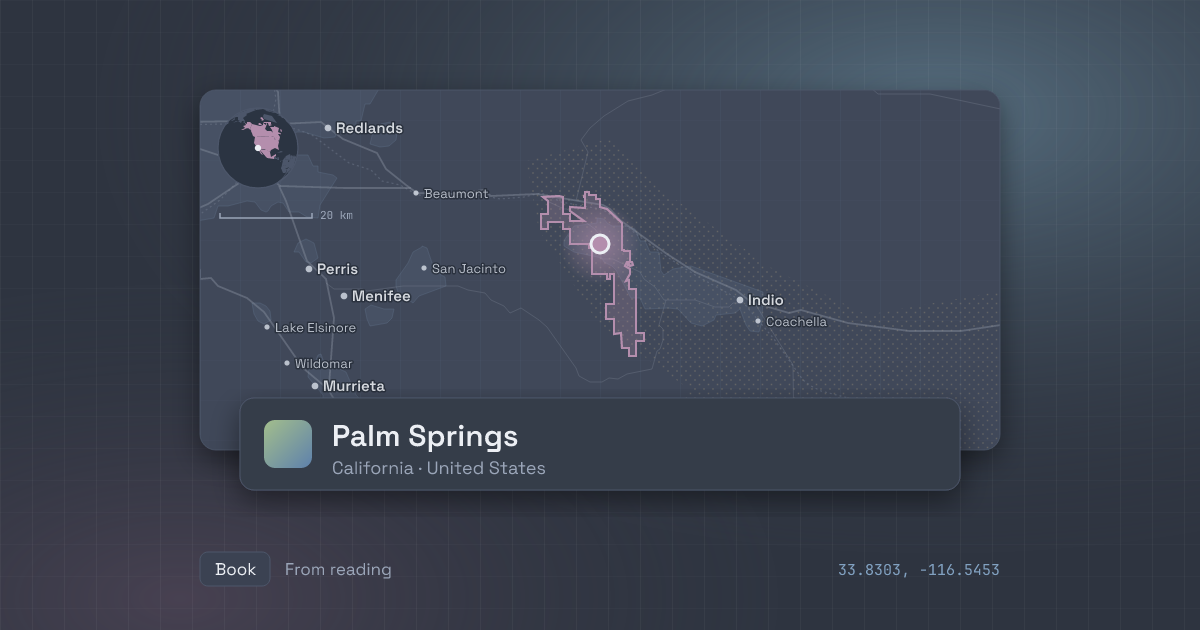 Redlands
Beaumont
20 km
Perris
San Jacinto
Menifee
Indio
Coachella
Lake Elsinore
Wildomar
Murrieta
Palm Springs
California · United States
Book
From reading
33.8303, -116.5453